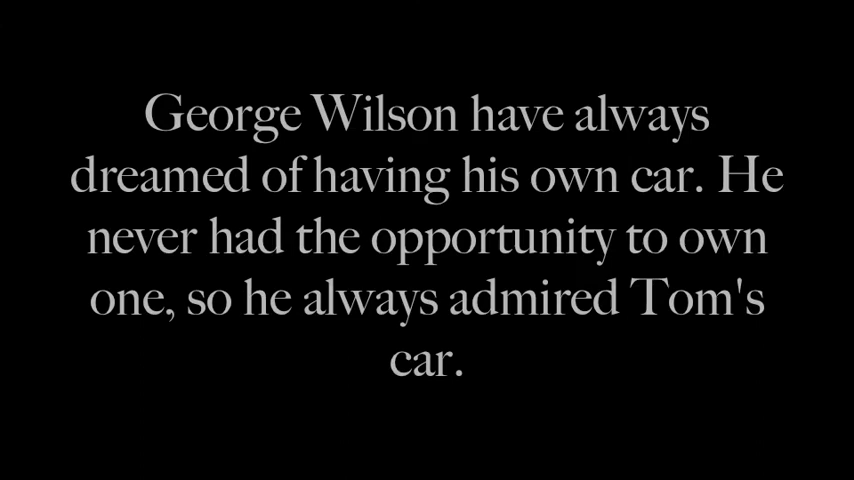 George Wilson have always
dreamed of having his own car. He
never had the opportunity to own
one, so he always admired Tom's
car.